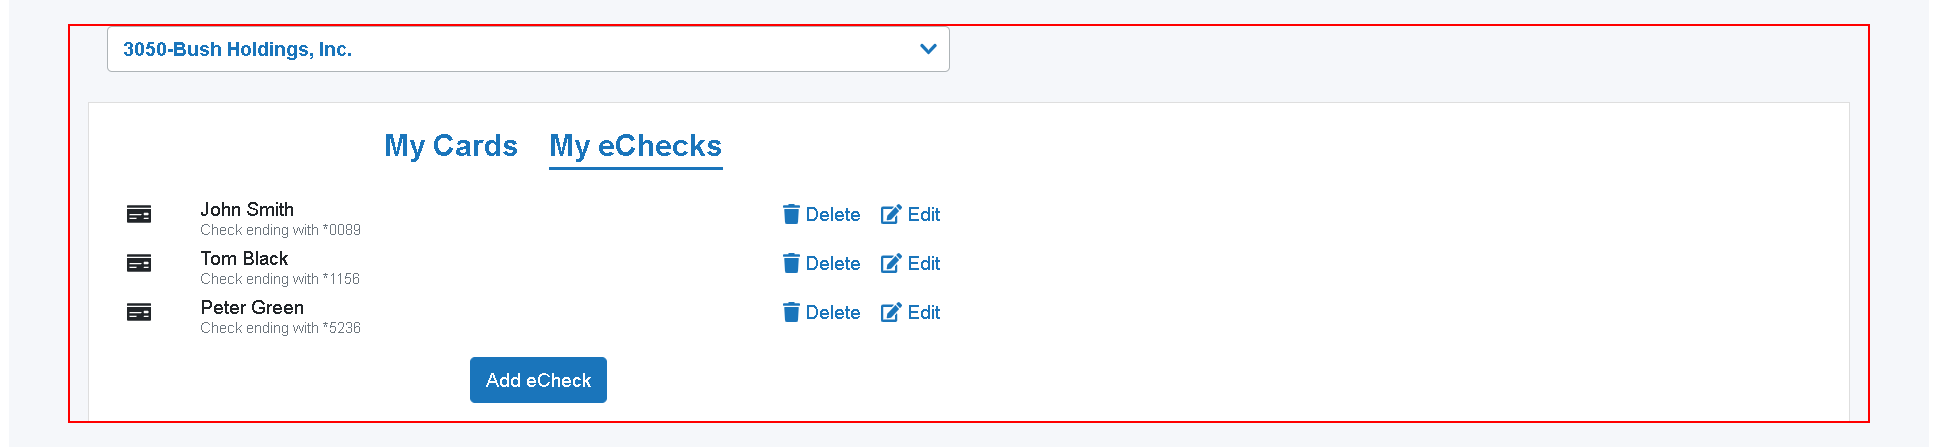 3050-Bush Holdings, Inc.
My Cards My eChecks
John Smith Delete Edit
Check ending with *0089
Tom Black Delete Edit
Check ending with *1156
Peter Green Delete Edit
Check ending with *5236
Add eCheck